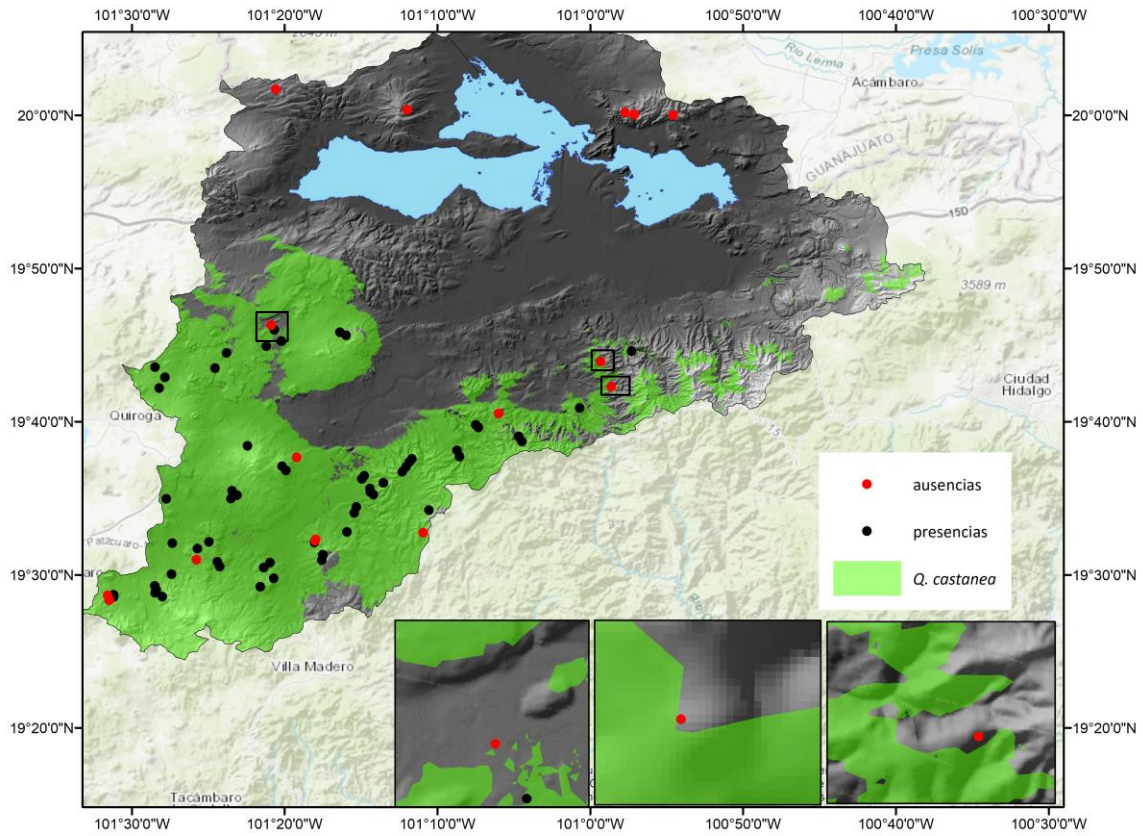 101°30'0"W 101°20'0"W 101°10'0"W 101°0'0"W 100°50'0"W 100°40'0"W 100°30'0"W
Río Lerma
Presa Solís
Acámbaro
20°0'0"N 20°0'0"N
GUANAJUATO
15D
19°50'0"N 19°50'0"N
3589 m
Ciudad
Hidalgo
Quiroga
19°40'0"N 19°40'0"N
15
ausencias
presencias
Q. castanea
19°30'0"N 19°30'0"N
Villa Madero
19°20'0"N 19°20'0"N
Tacámbaro
101°30'0"W 101°20'0"W 101°10'0"W 101°0'0"W 100°50'0"W 100°40'0"W 100°30'0"W